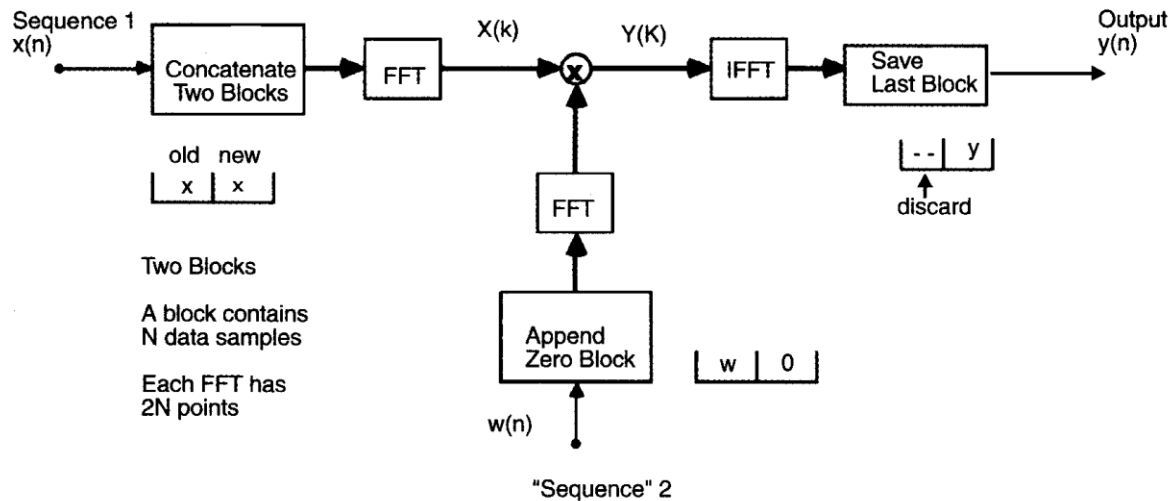 Sequence 1
x(n)
Concatenate
Two Blocks
FFT
X(k)
x
Y(K)
IFFT
Save
Last Block
Output
y(n)
old new
x x
-- y
discard
FFT
Two Blocks
A block contains
N data samples
Each FFT has
2N points
Append
Zero Block
w 0
w(n)
"Sequence" 2